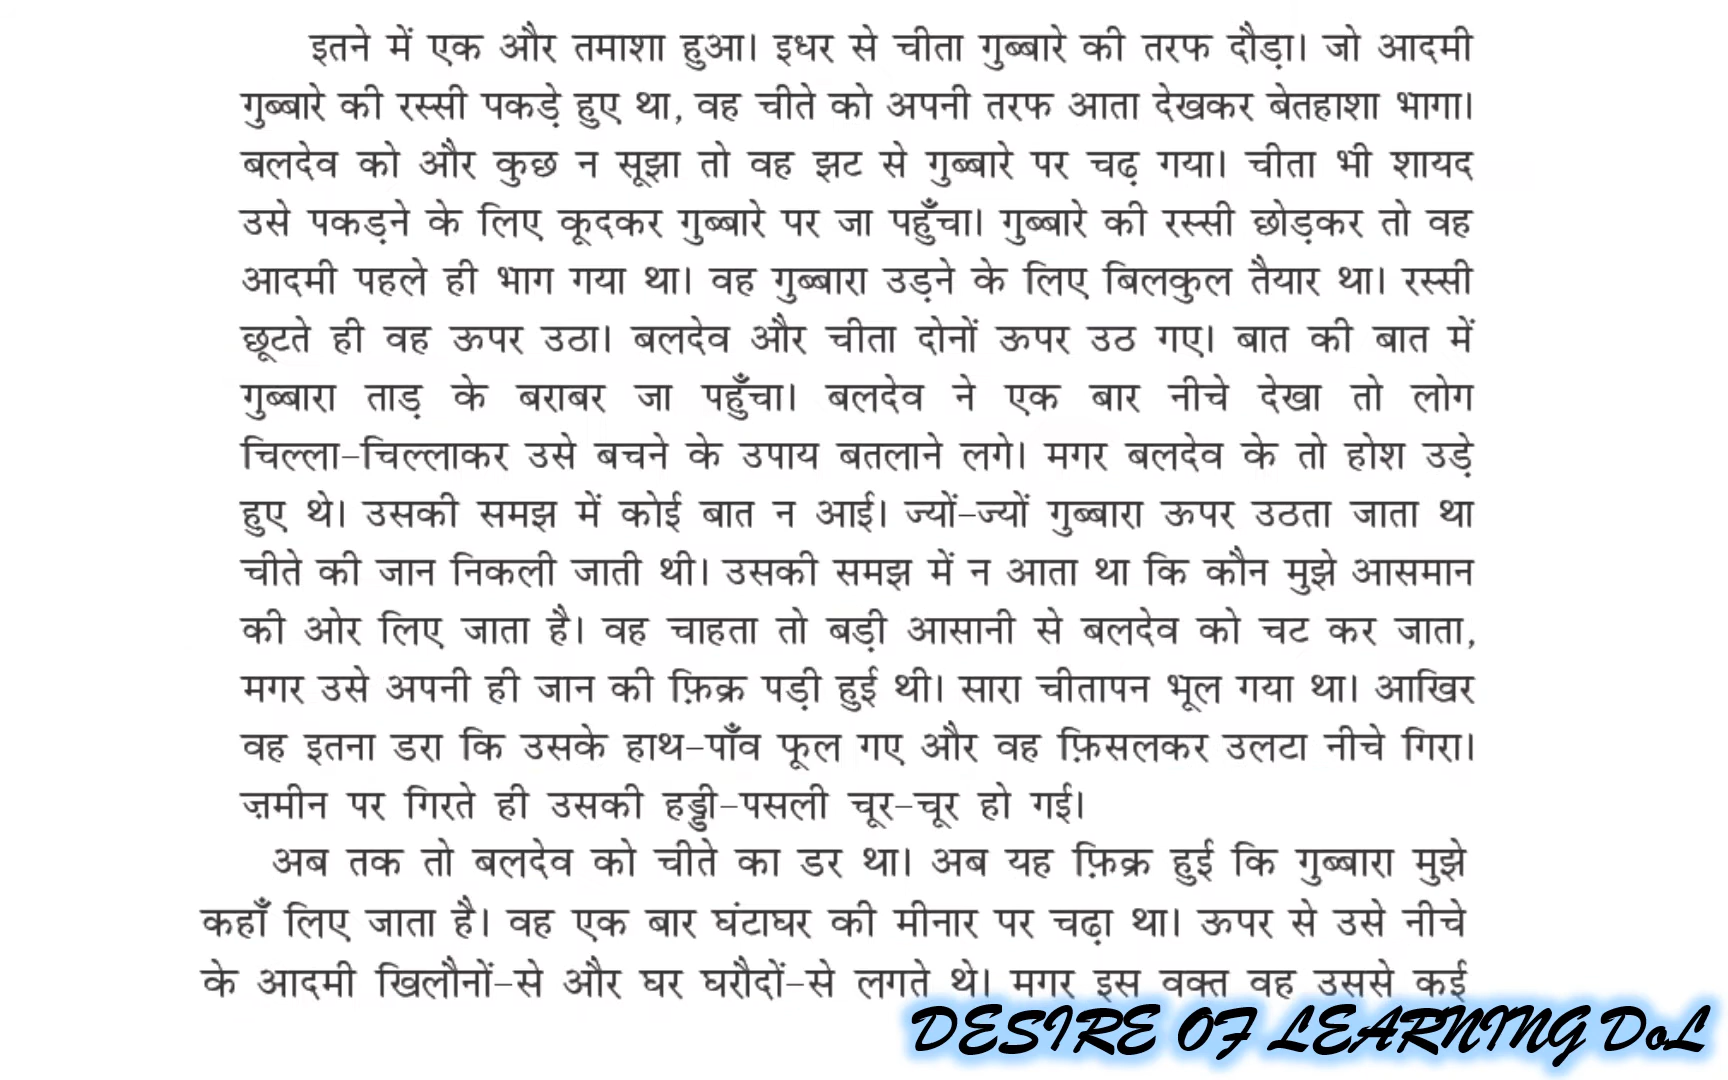 इतने में एक और तमाशा हुआ। इधर से चीता गुब्बारे की तरफ दौड़ा। जो आदमी
गुब्बारे की रस्सी पकड़े हुए था, वह चीते को अपनी तरफ आता देखकर बेतहाशा भागा।
बलदेव को और कुछ न सूझा तो वह झट से गुब्बारे पर चढ़ गया। चीता भी शायद
उसे पकड़ने के लिए कूदकर गुब्बारे पर जा पहुँचा। गुब्बारे की रस्सी छोड़कर तो वह
आदमी पहले ही भाग गया था। वह गुब्बारा उड़ने के लिए बिलकुल तैयार था। रस्सी
छूटते ही वह ऊपर उठा। बलदेव और चीता दोनों ऊपर उठ गए। बात की बात में
गुब्बारा ताड़ के बराबर जा पहुँचा। बलदेव ने एक बार नीचे देखा तो लोग
चिल्ला-चिल्लाकर उसे बचने के उपाय बतलाने लगे। मगर बलदेव के तो होश उड़े
हुए थे। उसकी समझ में कोई बात न आई। ज्यों-ज्यों गुब्बारा ऊपर उठता जाता था
चीते की जान निकली जाती थी। उसकी समझ में न आता था कि कौन मुझे आसमान
की ओर लिए जाता है। वह चाहता तो बड़ी आसानी से बलदेव को चट कर जाता,
मगर उसे अपनी ही जान की फ़िक्र पड़ी हुई थी। सारा चीतापन भूल गया था। आखिर
वह इतना डरा कि उसके हाथ-पाँव फूल गए और वह फ़िसलकर उलटा नीचे गिरा।
ज़मीन पर गिरते ही उसकी हड्डी-पसली चूर-चूर हो गई।
अब तक तो बलदेव को चीते का डर था। अब यह फ़िक्र हुई कि गुब्बारा मुझे
कहाँ लिए जाता है। वह एक बार घंटाघर की मीनार पर चढ़ा था। ऊपर से उसे नीचे
के आदमी खिलौनों-से और घर घरौदों-से लगते थे। मगर इस वक्त वह उससे कई
DESIRE OF LEARNING DoL